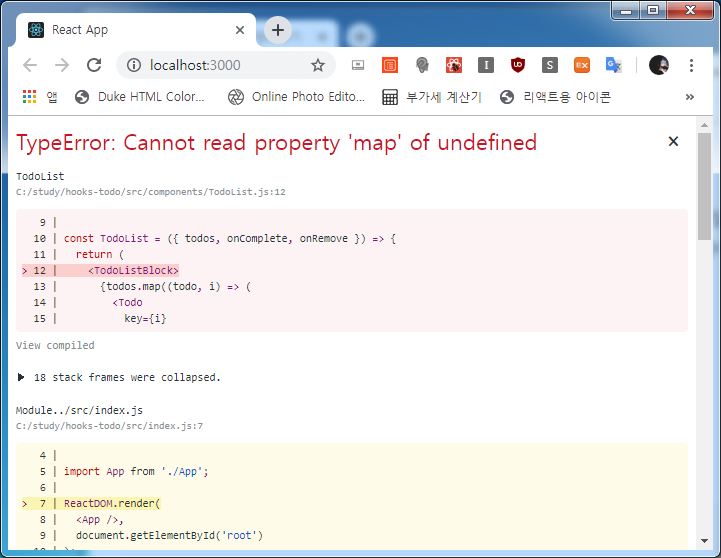 React App
localhost:3000
앱
Duke HTML Color...
Online Photo Edito...
부가세 계산기
리액트용 아이콘
»
TypeError: Cannot read property 'map' of undefined
TodoList
C:/study/hooks-todo/src/components/TodoList.js:12
9 |
10 | const TodoList = ({ todos, onComplete, onRemove }) => {
11 |   return (
> 12 |     <TodoListBlock>
13 |       {todos.map((todo, i) => (
14 |         <Todo
15 |           key={i}
View compiled
▶ 18 stack frames were collapsed.
Module../src/index.js
C:/study/hooks-todo/src/index.js:7
4 |
5 | import App from './App';
6 |
> 7 | ReactDOM.render(
8 |   <App />,
9 |   document.getElementById('root')
10 | );